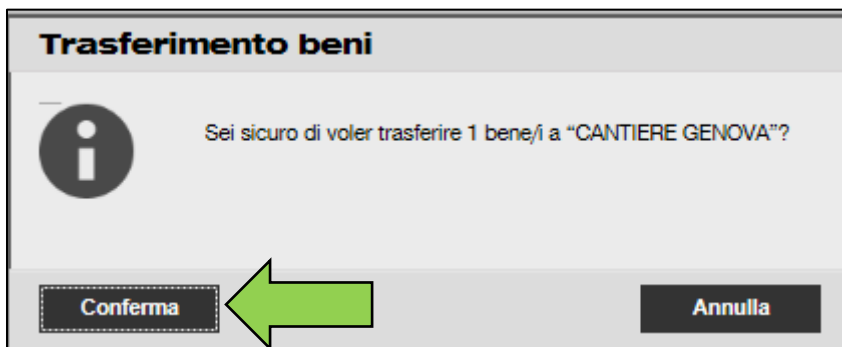 Trasferimento beni
Sei sicuro di voler trasferire 1 bene/i a “CANTIERE GENOVA”?
Conferma
Annulla